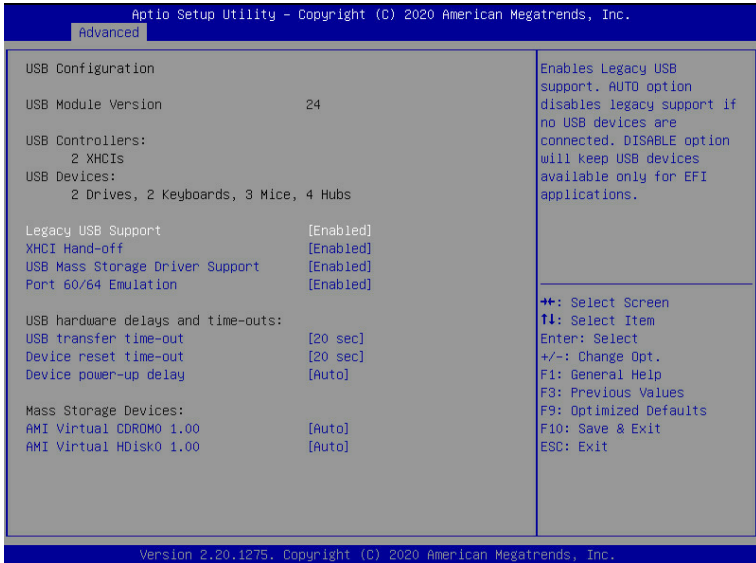 Aptio Setup Utility – Copyright (C) 2020 American Megatrends, Inc.
Advanced
USB Configuration
USB Module Version 24
USB Controllers:
2 XHCIs
USB Devices:
2 Drives, 2 Keyboards, 3 Mice, 4 Hubs
Legacy USB Support [Enabled]
XHCI Hand-off [Enabled]
USB Mass Storage Driver Support [Enabled]
Port 60/64 Emulation [Enabled]
USB hardware delays and time-outs:
USB transfer time-out [20 sec]
Device reset time-out [20 sec]
Device power-up delay [Auto]
Mass Storage Devices:
AMI Virtual CDROM0 1.00 [Auto]
AMI Virtual HDisk0 1.00 [Auto]
Enables Legacy USB
support. AUTO option
disables legacy support if
no USB devices are
connected. DISABLE option
will keep USB devices
available only for EFI
applications.
→←: Select Screen
↑↓: Select Item
Enter: Select
+/-: Change Opt.
F1: General Help
F3: Previous Values
F9: Optimized Defaults
F10: Save & Exit
ESC: Exit
Version 2.20.1275. Copyright (C) 2020 American Megatrends, Inc.